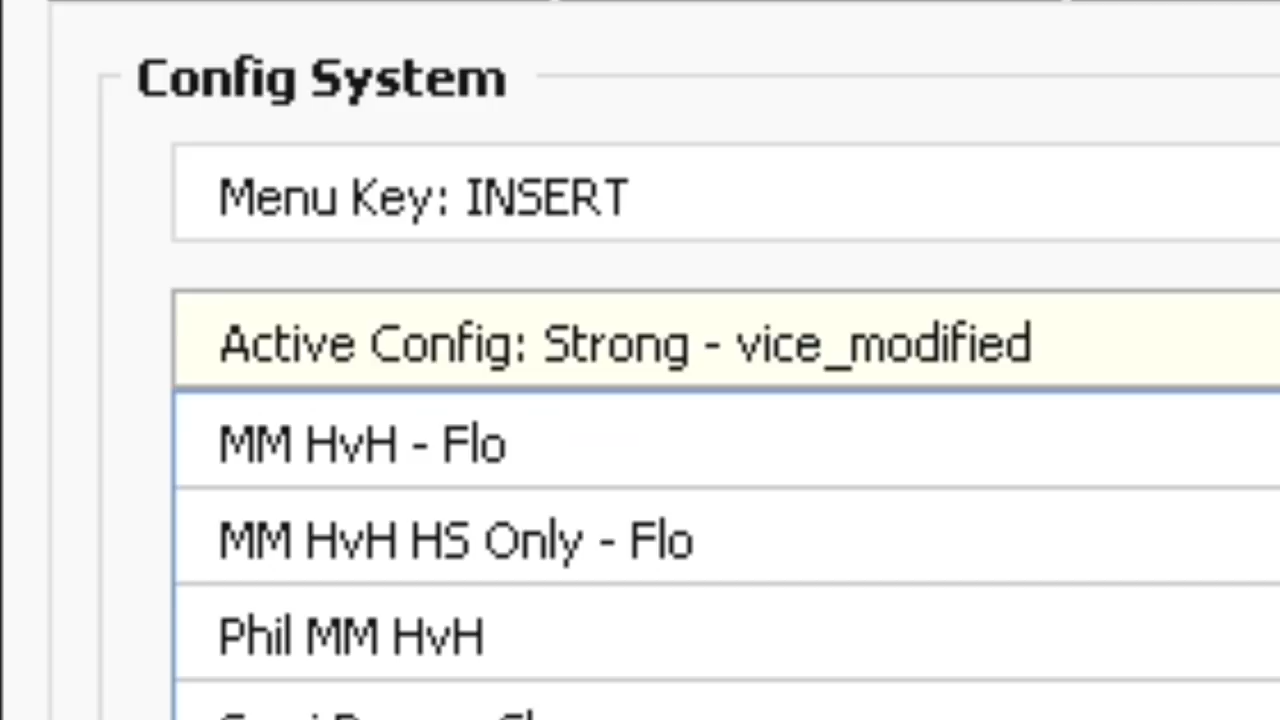 Config System
Menu Key: INSERT
Active Config: Strong - vice_modified
MM HvH - Flo
MM HvH HS Only - Flo
Phil MM HvH